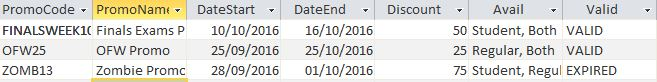 PromoCode PromoName DateStart DateEnd Discount Avail Valid
FINALSWEEK10 Finals Exams P 10/10/2016 16/10/2016 50 Student, Both VALID
OFW25 OFW Promo 25/09/2016 25/10/2016 25 Regular, Both VALID
ZOMB13 Zombie Promo 28/09/2016 01/10/2016 75 Student, Regul EXPIRED